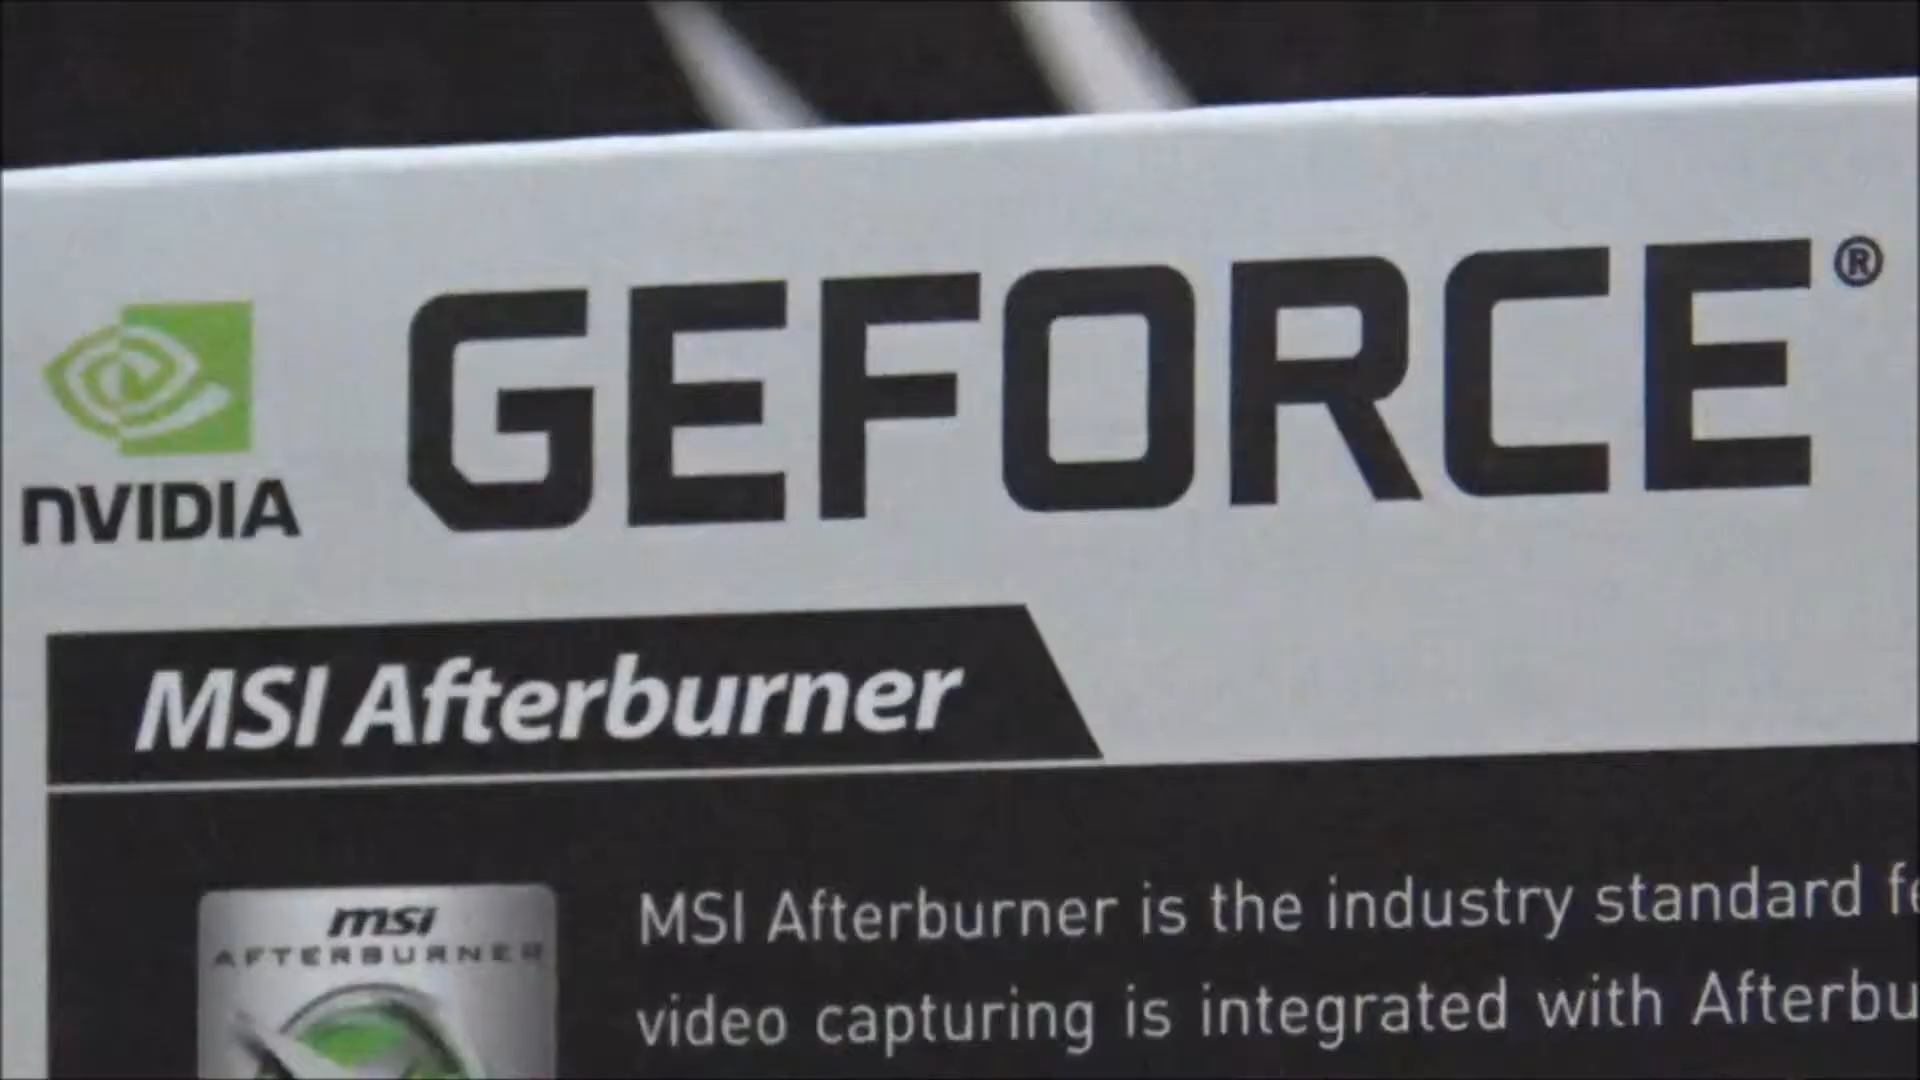 NVIDIA
GEFORCE®
MSI Afterburner
msi
AFTERBURNER
MSI Afterburner is the industry standard
video capturing is integrated with